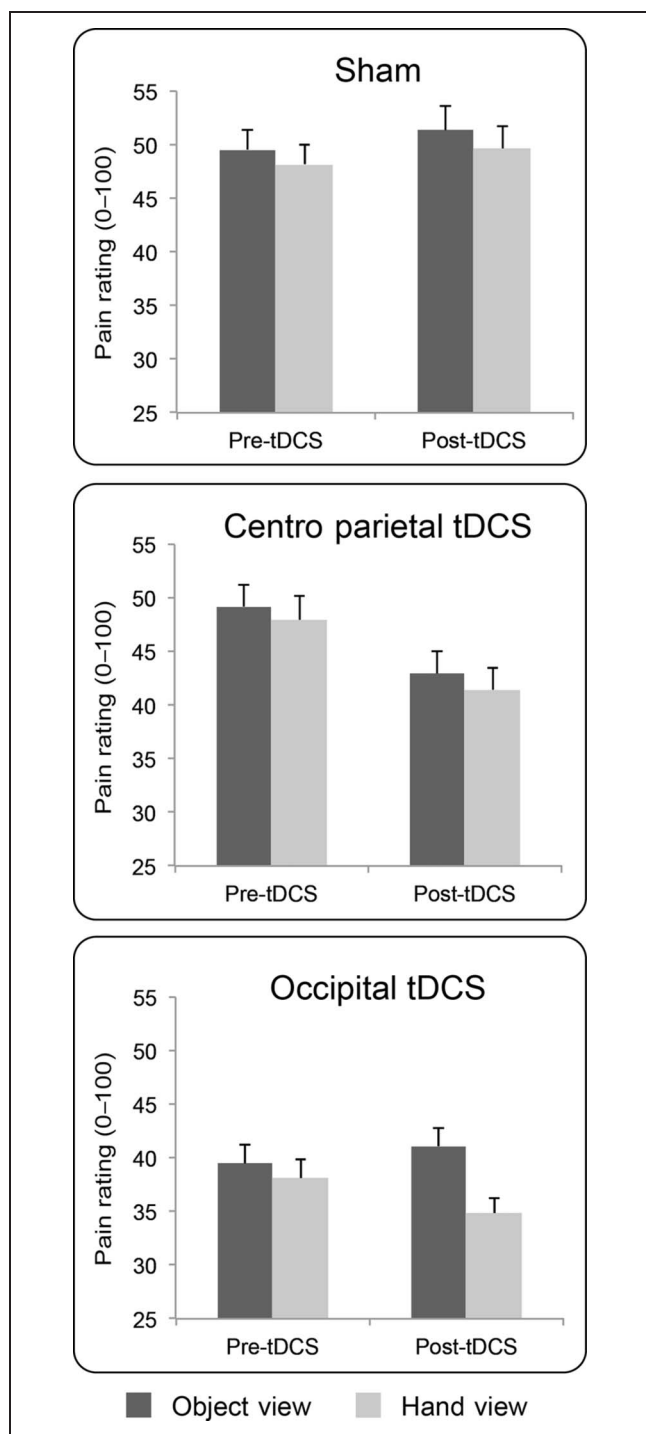 Sham
Pain rating (0–100)
55
50
45
40
35
30
25
Pre-tDCS Post-tDCS
Centro parietal tDCS
Pain rating (0–100)
55
50
45
40
35
30
25
Pre-tDCS Post-tDCS
Occipital tDCS
Pain rating (0–100)
55
50
45
40
35
30
25
Pre-tDCS Post-tDCS
Object view Hand view